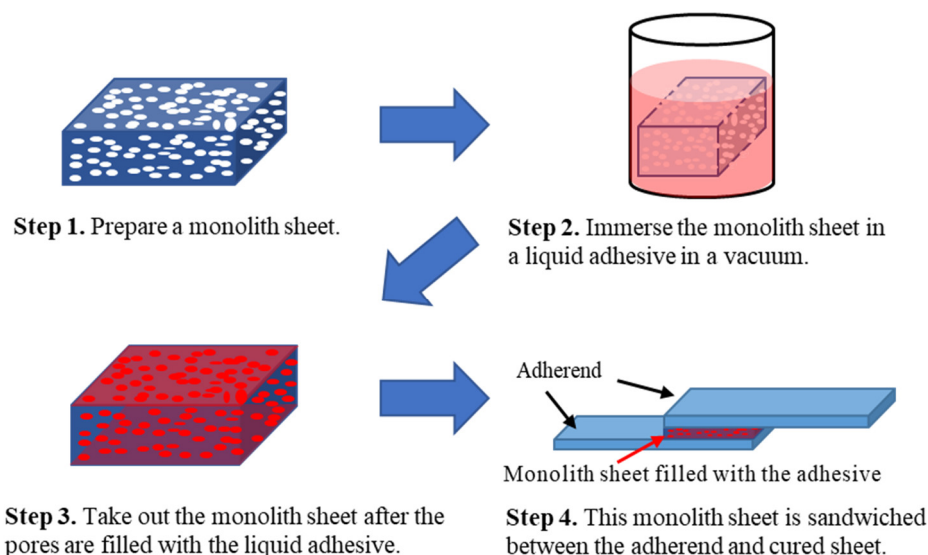 Step 1. Prepare a monolith sheet.
Step 2. Immerse the monolith sheet in
a liquid adhesive in a vacuum.
Adherend
Monolith sheet filled with the adhesive
Step 3. Take out the monolith sheet after the
pores are filled with the liquid adhesive.
Step 4. This monolith sheet is sandwiched
between the adherend and cured sheet.